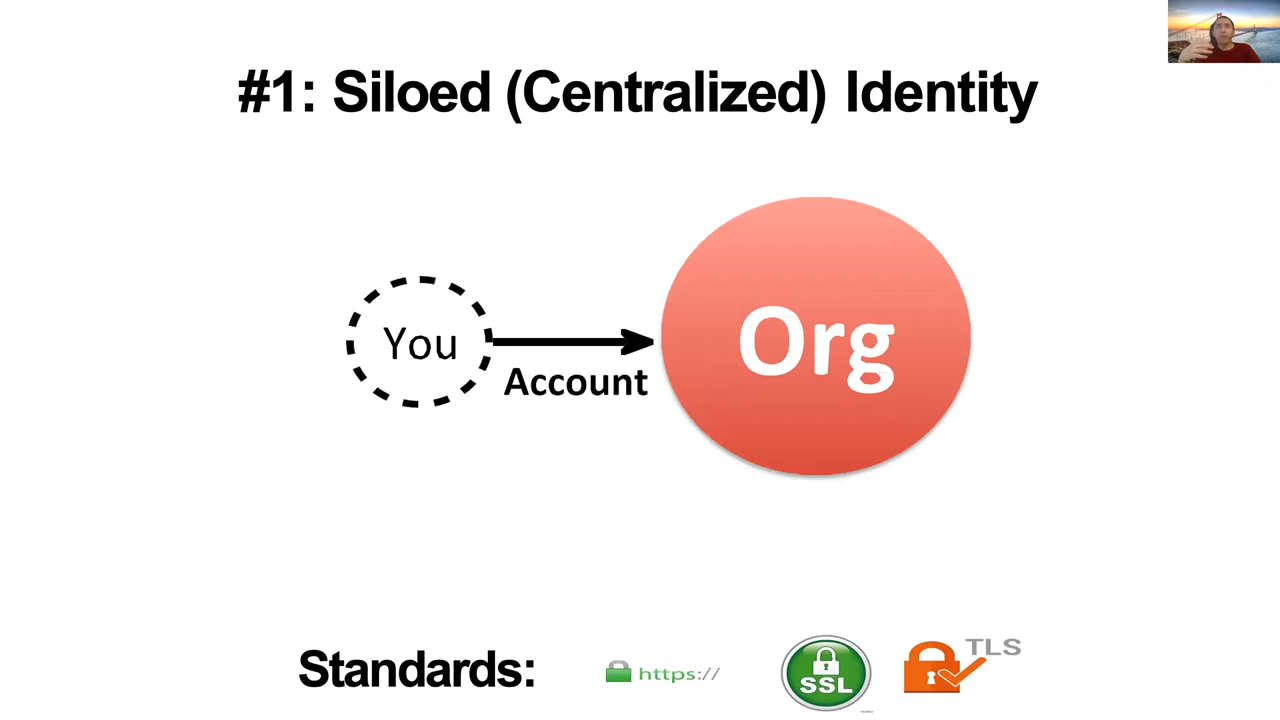 #1: Siloed (Centralized) Identity
You
Account
Org
Standards:
https://
SSL
TLS